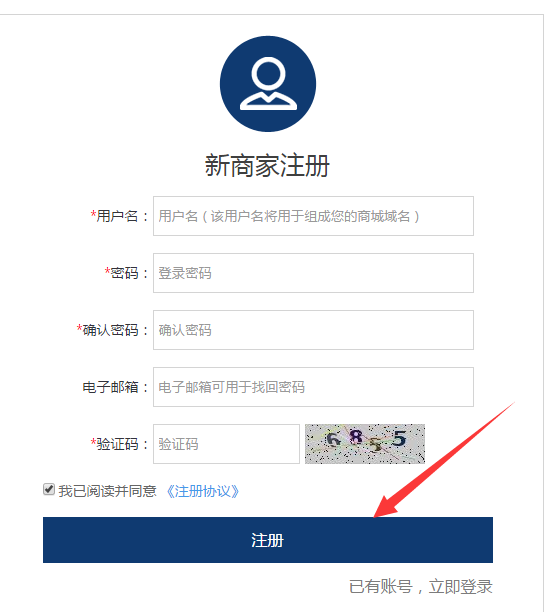 新商家注册
*用户名：用户名（该用户名将用于组成您的商城域名）
*密码：登录密码
*确认密码：确认密码
电子邮箱：电子邮箱可用于找回密码
*验证码：验证码 6855
我已阅读并同意 《注册协议》
注册
已有账号，立即登录